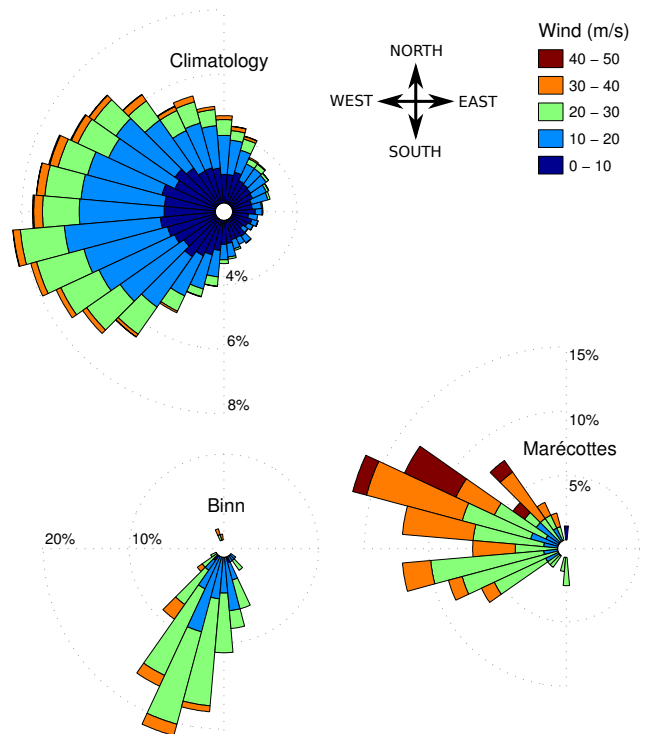 Climatology
NORTH
WEST
EAST
SOUTH
Wind (m/s)
40 – 50
30 – 40
20 – 30
10 – 20
0 – 10
4%
6%
8%
15%
10%
Marécottes
5%
Binn
20%
10%